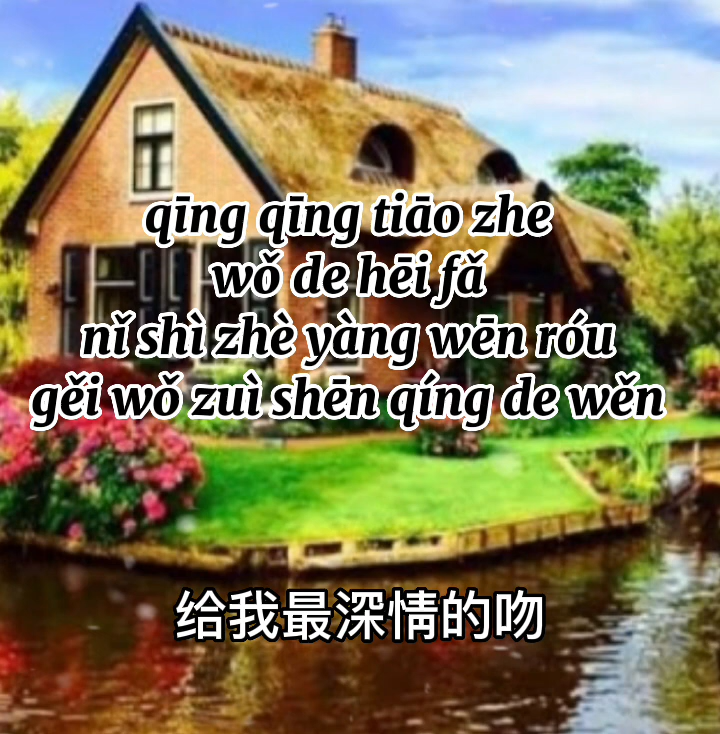 qīng qīng tiāo zhe
wǒ de hēi fǎ
nǐ shì zhè yàng wēn róu
gěi wǒ zuì shēn qíng de wěn
给我最深情的吻